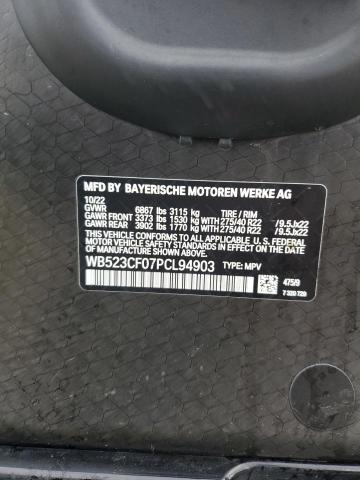 MFD BY BAYERISCHE MOTOREN WERKE AG
10/22
GVWR 6867 lbs 3115 kg TIRE / RIM
GAWR FRONT 3373 lbs 1530 kg WITH 275/40 R22 /9.5Jx22
GAWR REAR 3902 lbs 1770 kg WITH 275/40 R22 /9.5Jx22
THIS VEHICLE CONFORMS TO ALL APPLICABLE U.S. FEDERAL MOTOR
VEHICLE SAFETY STANDARDS IN EFFECT ON THE DATE OF
MANUFACTURE SHOWN ABOVE.
WB523CF07PCL94903 TYPE: MPV
475/9
7 320 720